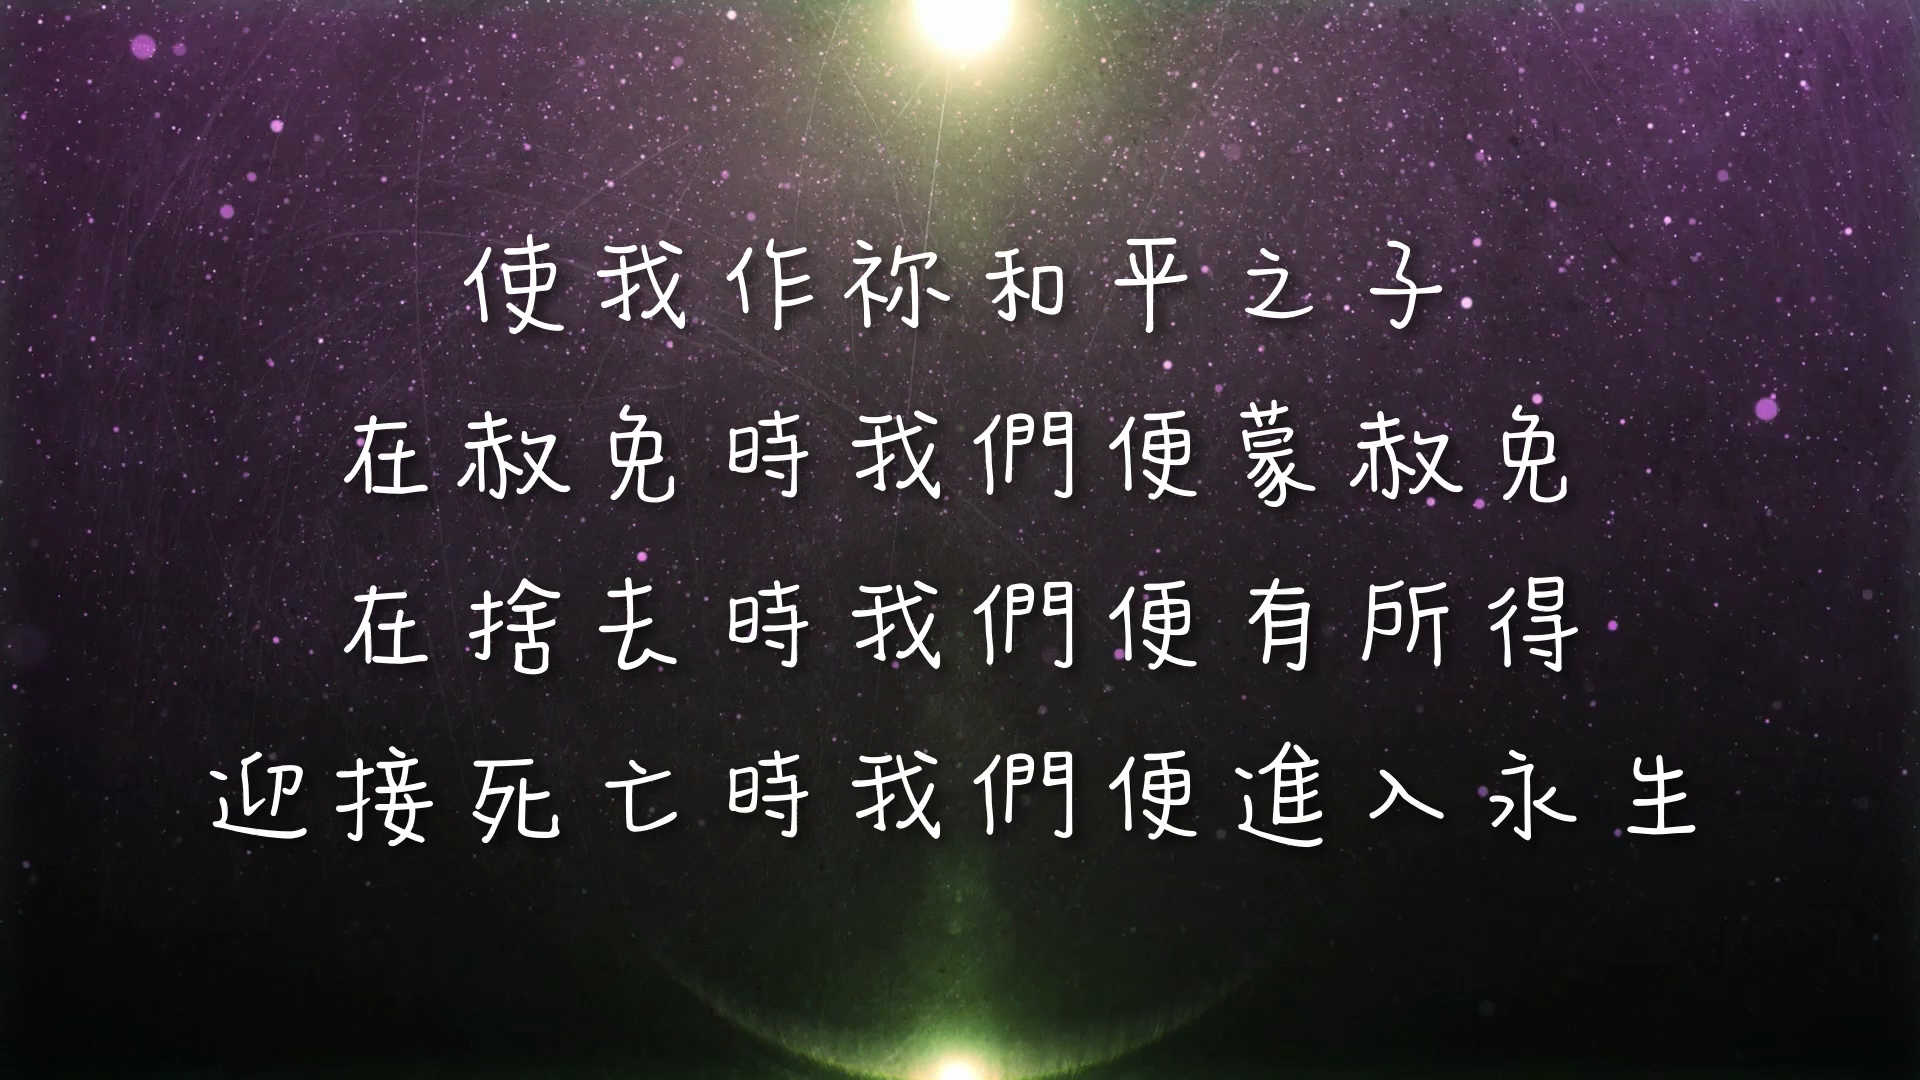 使我作祢和平之子
在赦免時我們便蒙赦免
在捨去時我們便有所得
迎接死亡時我們便進入永生